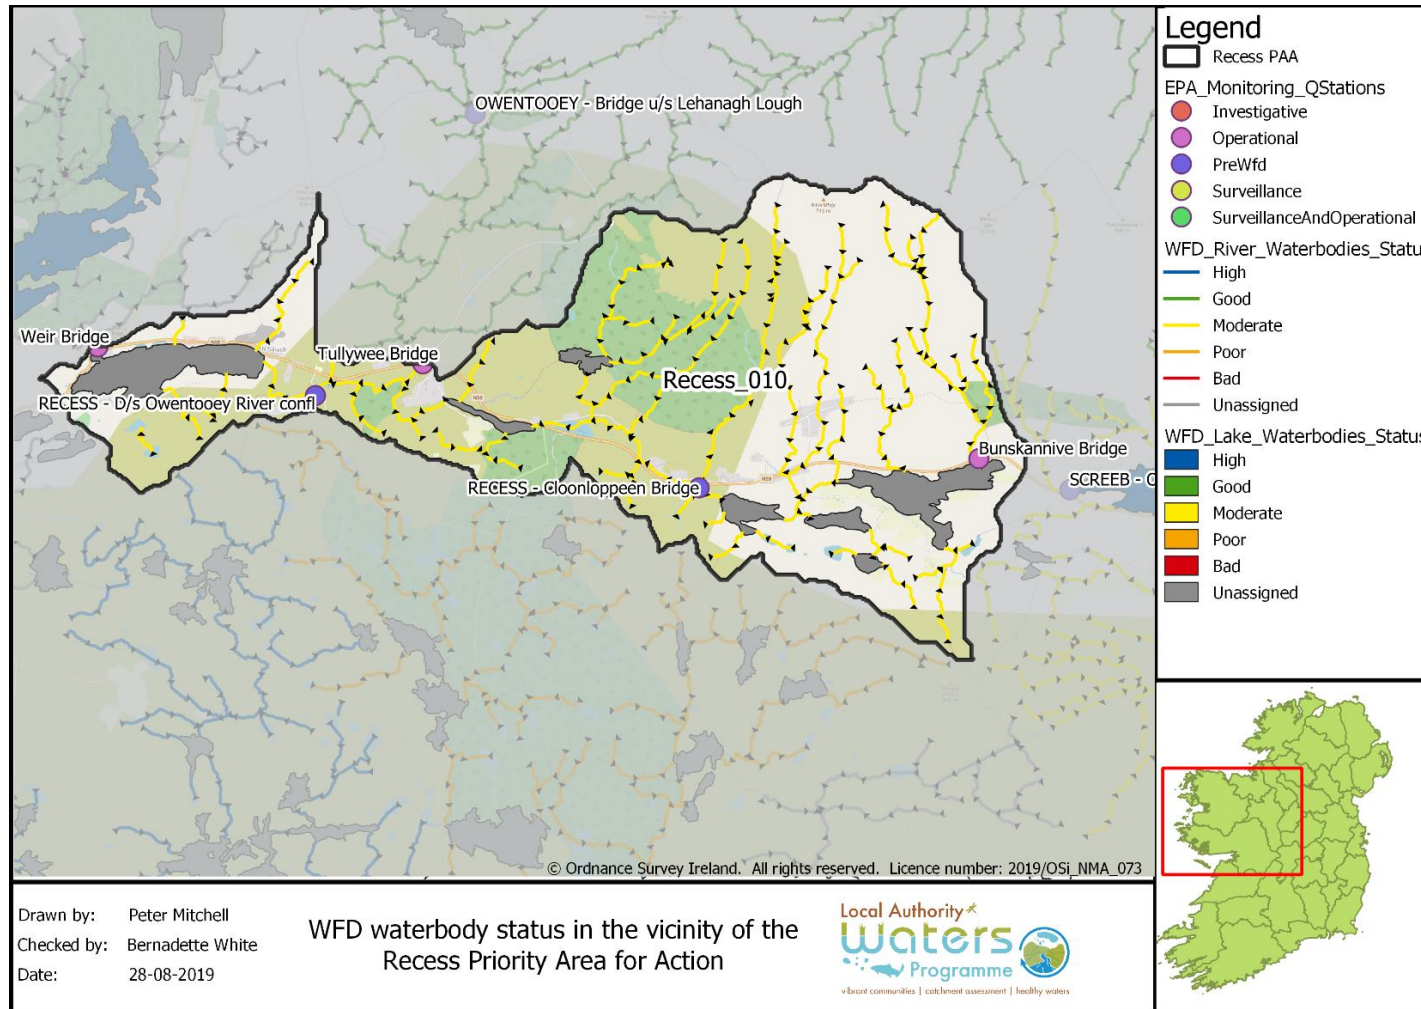 OWENTOOEY - Bridge u/s Lehanagh Lough
Weir Bridge
Tullywee Bridge
RECESS - D/s Owentooey River confl
Recess_010
Bunskannive Bridge
RECESS - Cloonloppeen Bridge
SCREEB - C
N59
N59
N59
© Ordnance Survey Ireland. All rights reserved. Licence number: 2019/OSi_NMA_073
Legend
Recess PAA
EPA_Monitoring_QStations
Investigative
Operational
PreWfd
Surveillance
SurveillanceAndOperational
WFD_River_Waterbodies_Statu
High
Good
Moderate
Poor
Bad
Unassigned
WFD_Lake_Waterbodies_Status
High
Good
Moderate
Poor
Bad
Unassigned
Drawn by: Peter Mitchell
Checked by: Bernadette White
Date: 28-08-2019
WFD waterbody status in the vicinity of the
Recess Priority Area for Action
Local Authority
waters
Programme
vibrant communities | catchment assessment | healthy waters